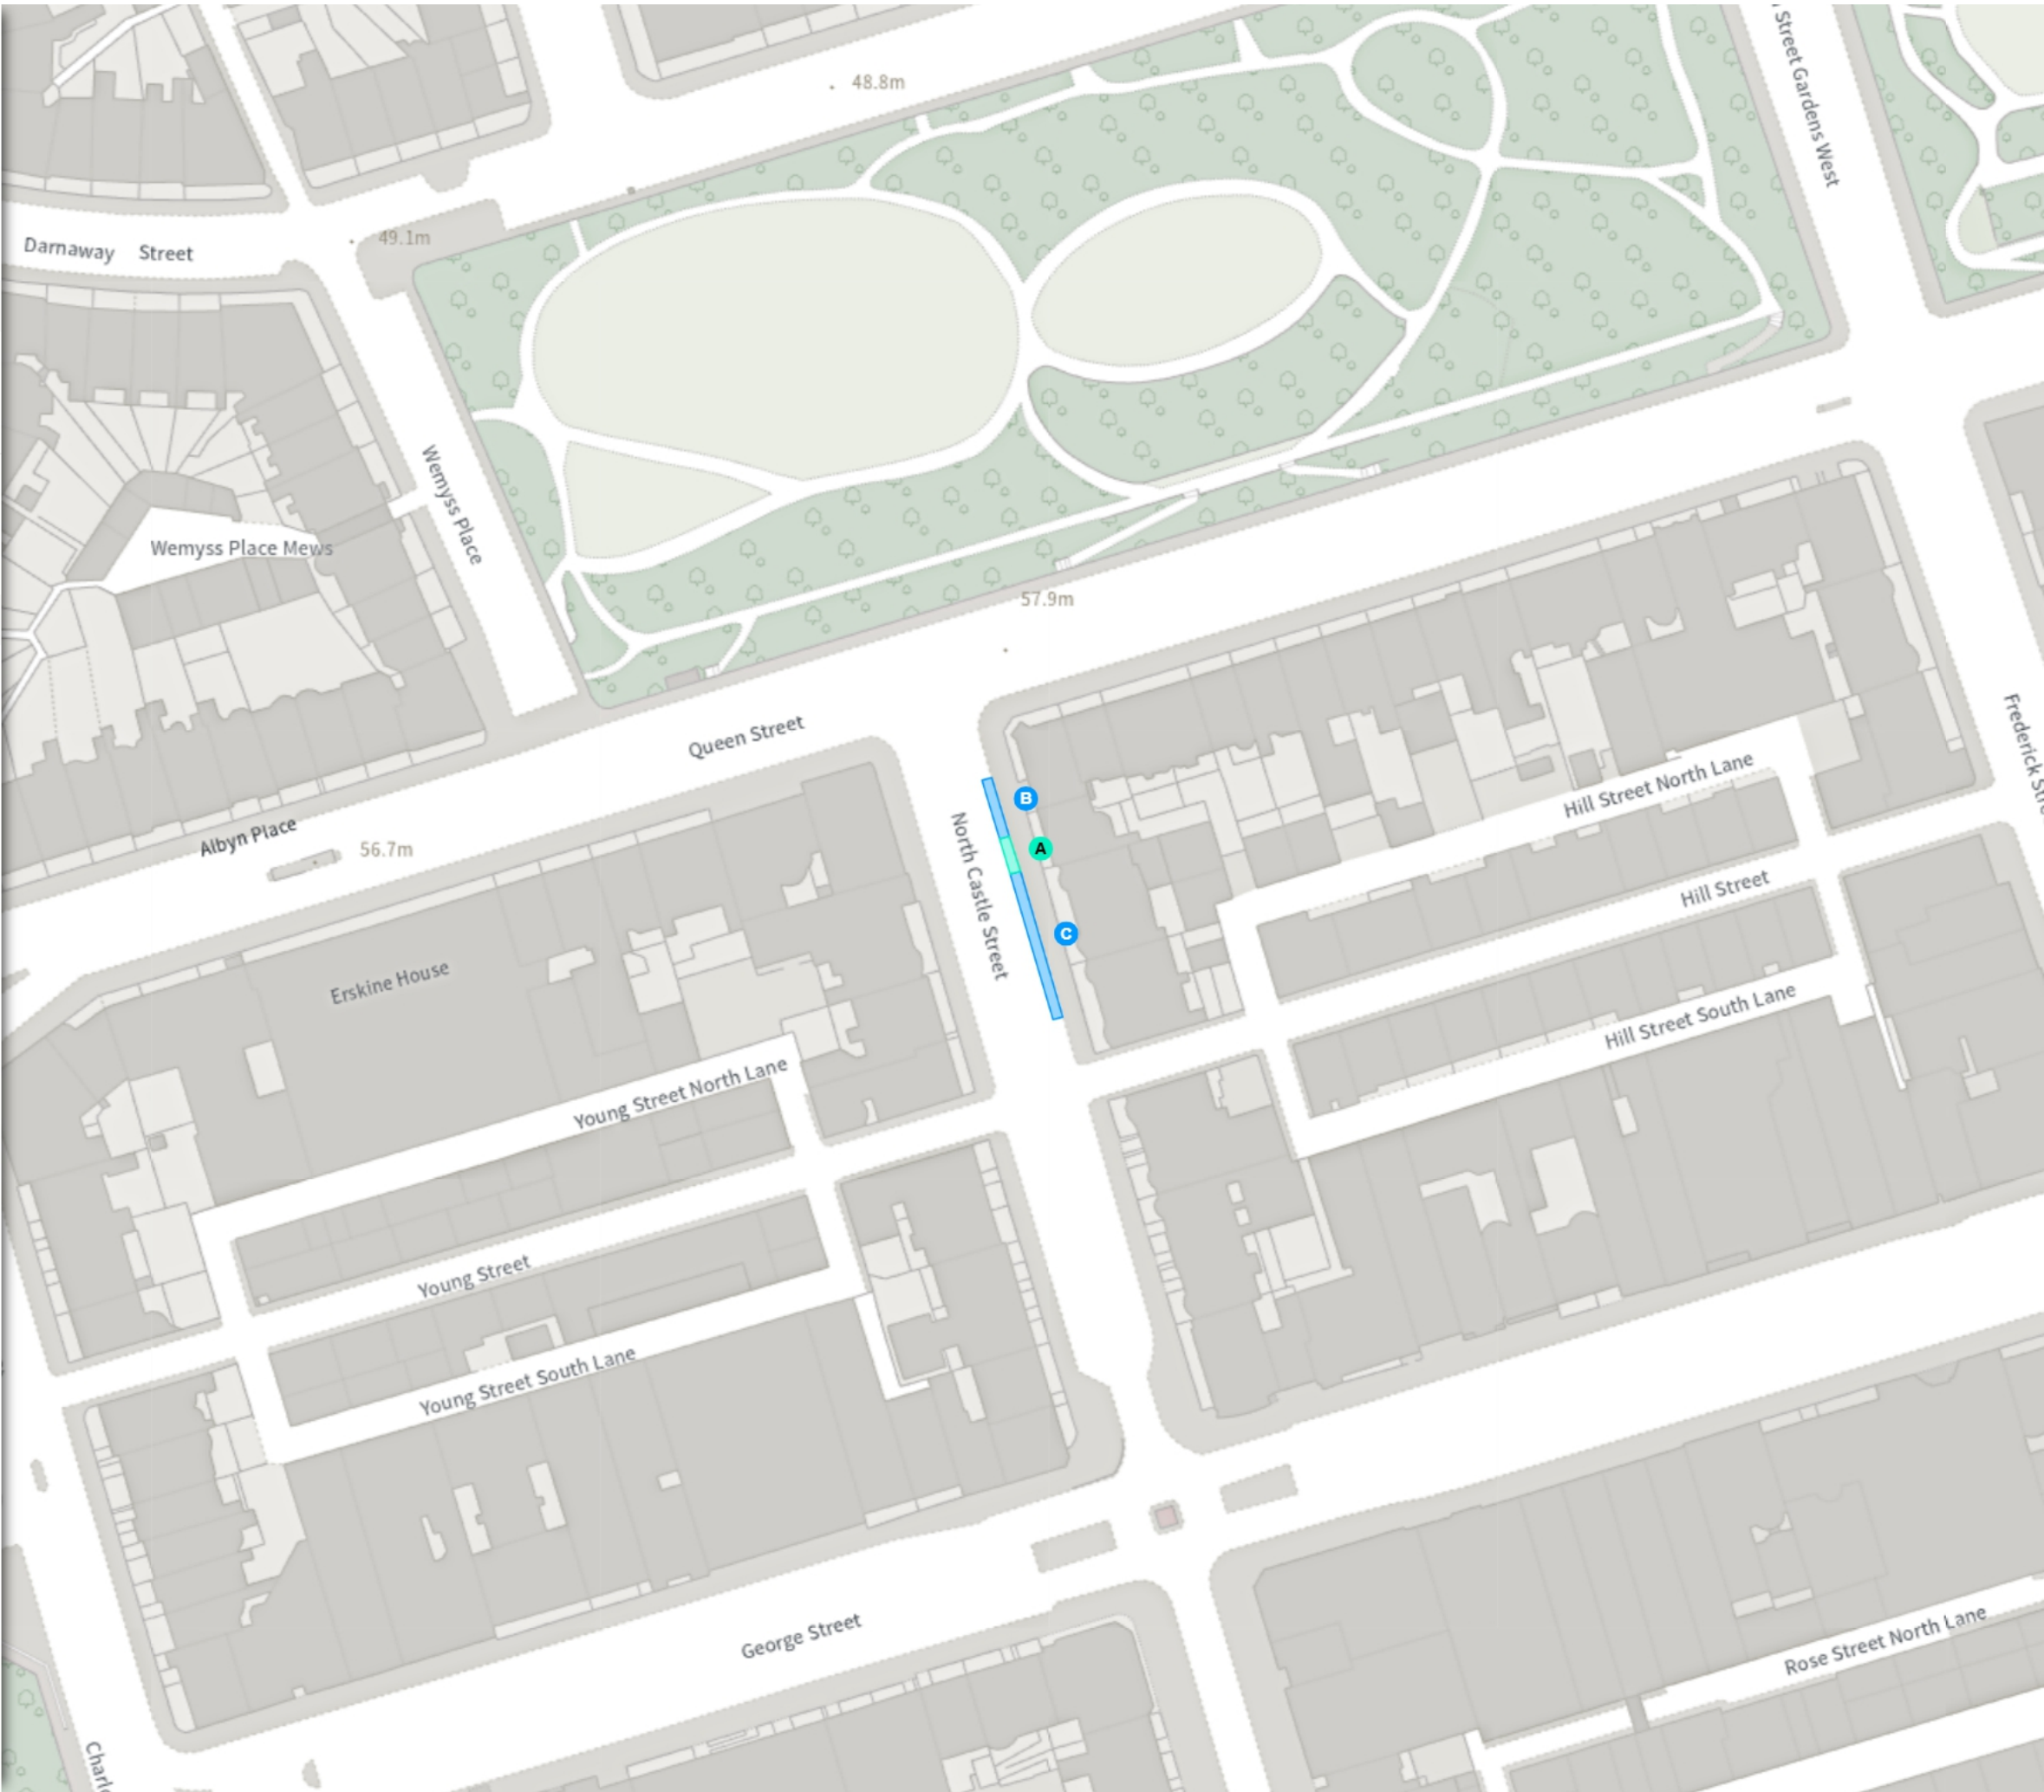 48.8m
Street Gardens West
49.1m
Darnaway Street
Wemyss Place
Wemyss Place Mews
57.9m
Queen Street
Frederick
Hill Street North Lane
B
North Castle Street
A
Albyn Place
56.7m
Hill Street
C
Erskine House
Hill Street South Lane
Young Street North Lane
Young Street
Young Street South Lane
George Street
Rose Street North Lane